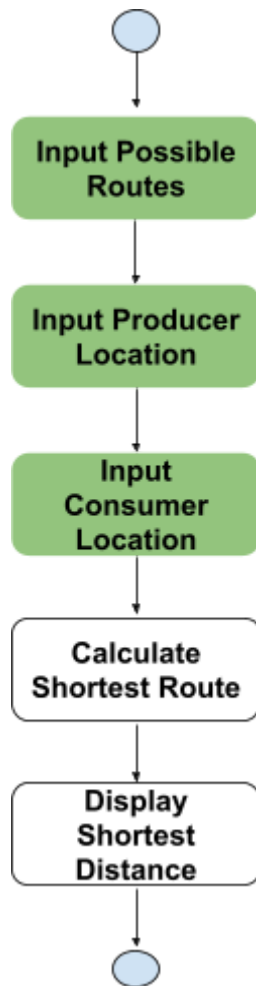 Input Possible
Routes
Input Producer
Location
Input
Consumer
Location
Calculate
Shortest Route
Display
Shortest
Distance